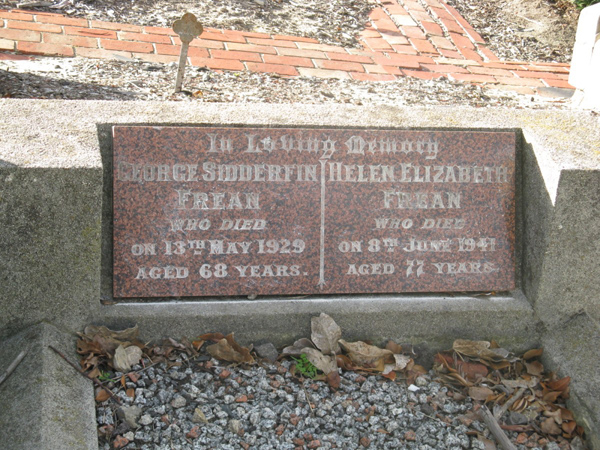 In Loving Memory
GEORGE SIDDERFIN
FREAN
WHO DIED
ON 13TH MAY 1929
AGED 68 YEARS.
HELEN ELIZABETH
FREAN
WHO DIED
ON 8TH JUNE 1941
AGED 77 YEARS.